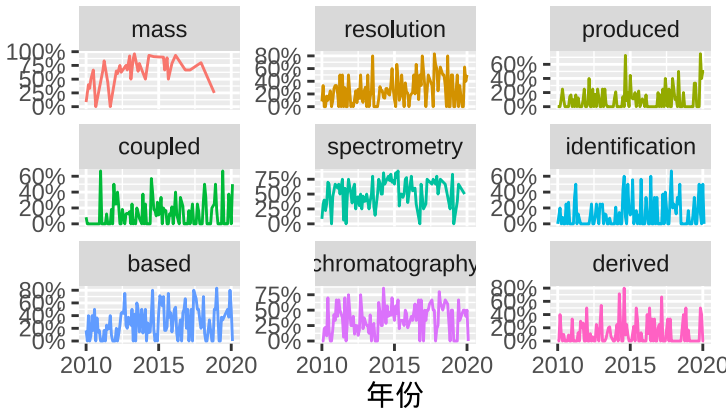 mass resolution produced
100% 80% 60%
75% 60% 40%
50% 40% 20%
25% 20% 0%
0% 0%
coupled spectrometry identification
60% 75% 60%
40% 50% 40%
20% 25% 20%
0% 0% 0%
based chromatography derived
80% 75% 80%
60% 50% 60%
40% 25% 40%
20% 0% 20%
0% 0%
2010 2015 2020 2010 2015 2020 2010 2015 2020
年份